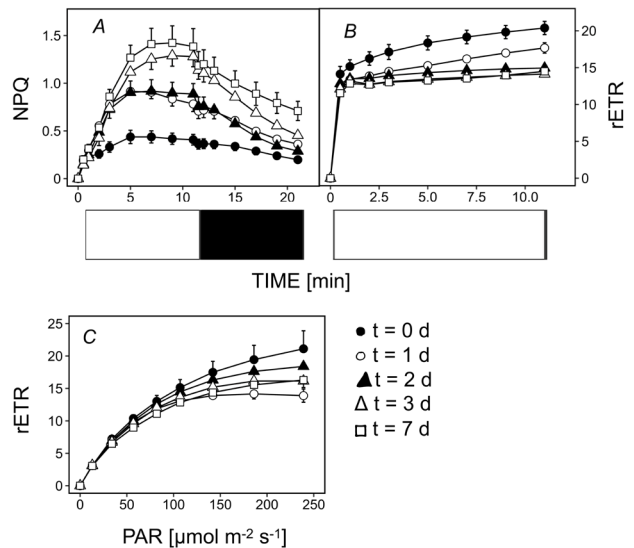 A
B
NPQ
1.5
1.0
0.5
0
0 5 10 15 20
20
15
10
5
0
rETR
0 2.5 5.0 7.5 10.0
TIME [min]
C
rETR
25
20
15
10
5
0
0 50 100 150 200 250
PAR [µmol m-2 s-1]
t = 0 d
t = 1 d
t = 2 d
t = 3 d
t = 7 d